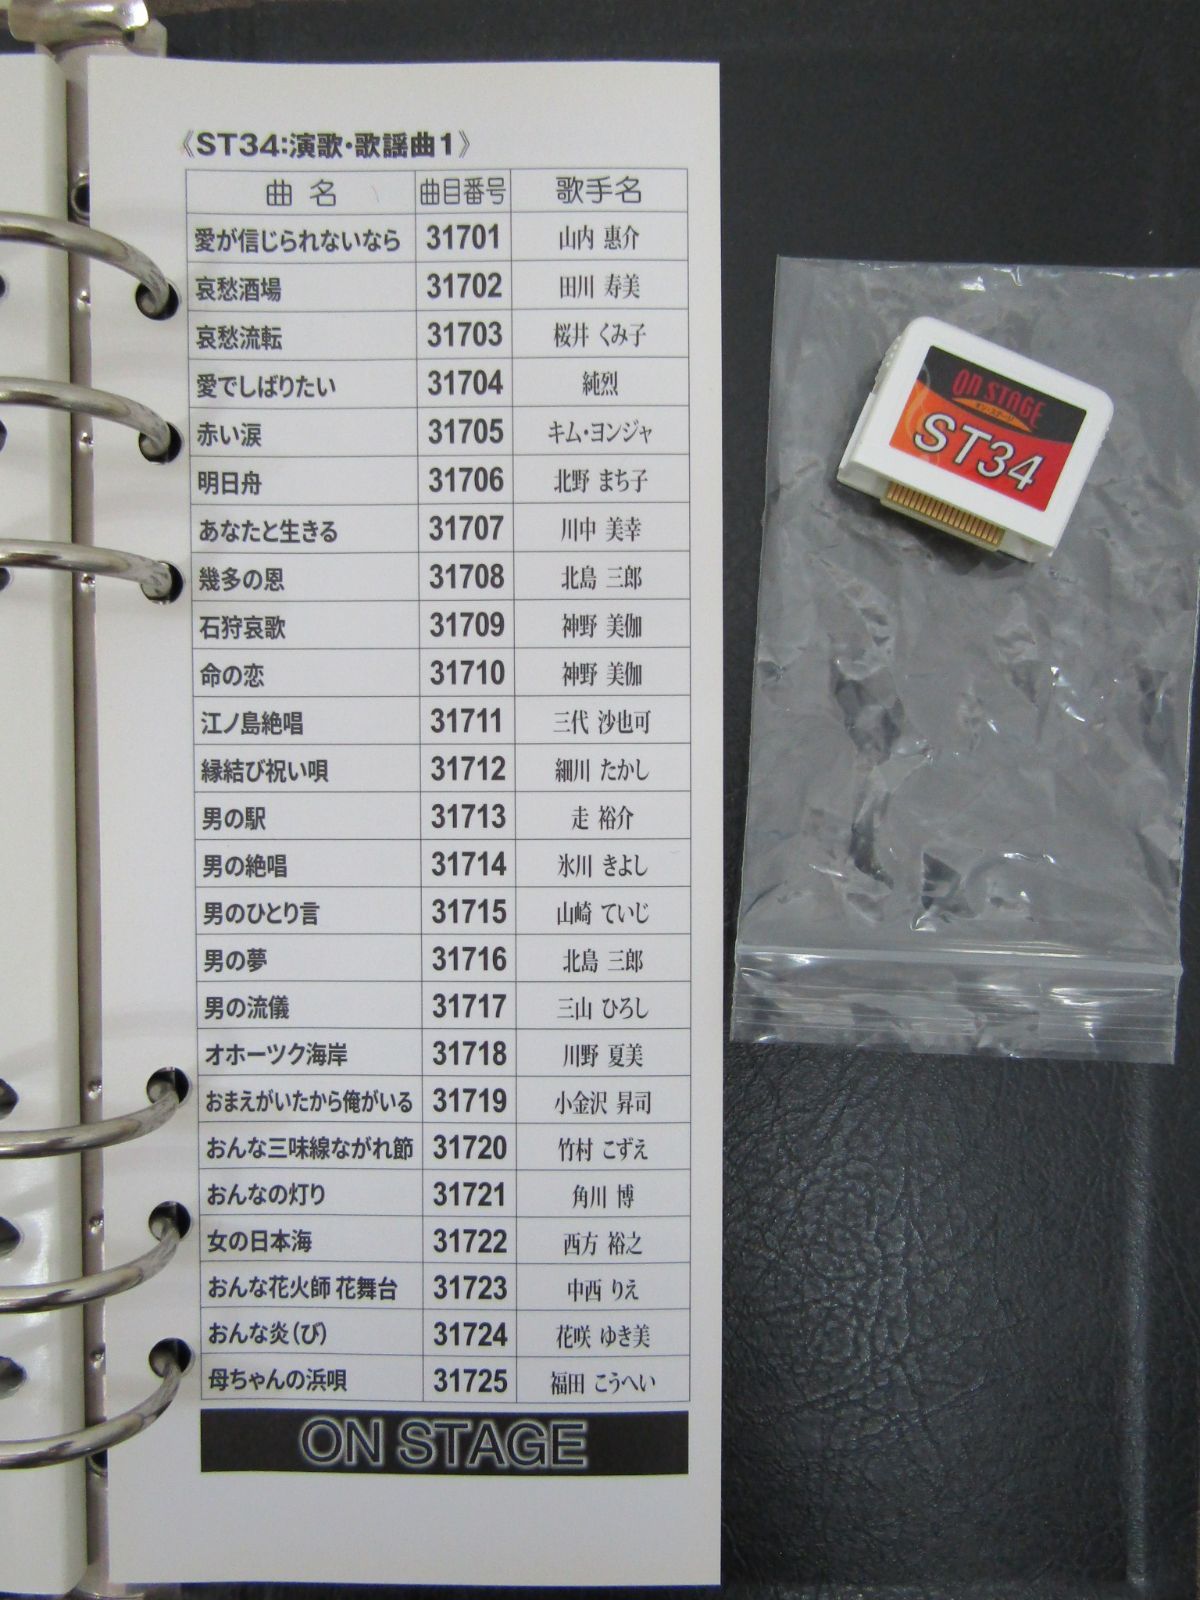 《ST34:演歌・歌謡曲1》
曲名 曲目番号 歌手名
愛が信じられないなら 31701 山内 惠介
哀愁酒場 31702 田川 寿美
哀愁流転 31703 桜井 くみ子
愛でしばりたい 31704 純烈
赤い涙 31705 キム・ヨンジャ
明日舟 31706 北野 まち子
あなたと生きる 31707 川中 美幸
幾多の恩 31708 北島 三郎
石狩哀歌 31709 神野 美伽
命の恋 31710 神野 美伽
江ノ島絶唱 31711 三代 沙也可
縁結び祝い唄 31712 細川 たかし
男の駅 31713 走 裕介
男の絶唱 31714 氷川 きよし
男のひとり言 31715 山崎 ていじ
男の夢 31716 北島 三郎
男の流儀 31717 三山 ひろし
オホーツク海岸 31718 川野 夏美
おまえがいたから俺がいる 31719 小金沢 昇司
おんな三味線ながれ節 31720 竹村 こずえ
おんなの灯り 31721 角川 博
女の日本海 31722 西方 裕之
おんな花火師 花舞台 31723 中西 りえ
おんな炎(び) 31724 花咲 ゆき美
母ちゃんの浜唄 31725 福田 こうへい
ON STAGE
ON STAGE
オン・ステージ
ST34